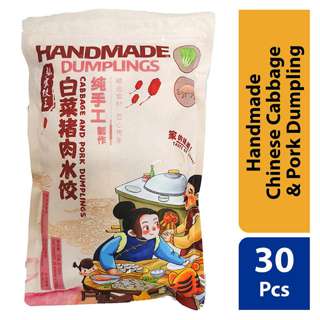 HANDMADE
DUMPLINGS
纯手工
製作
白菜猪肉水饺
CABBAGE AND PORK DUMPLINGS
Handmade
Chinese Cabbage
& Pork Dumpling
30
Pcs